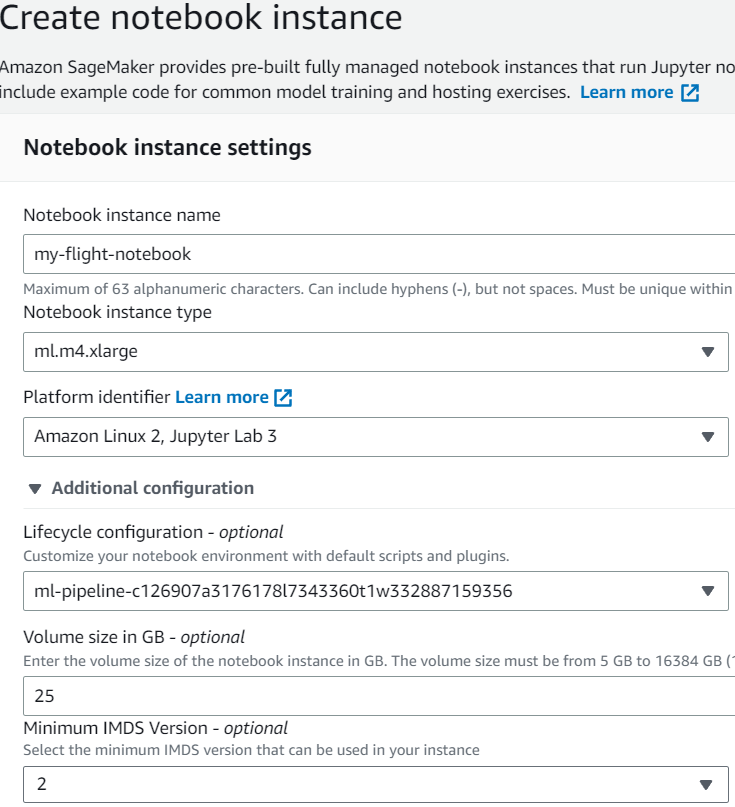 Create notebook instance
Amazon SageMaker provides pre-built fully managed notebook instances that run Jupyter no
include example code for common model training and hosting exercises. Learn more
Notebook instance settings
Notebook instance name
my-flight-notebook
Maximum of 63 alphanumeric characters. Can include hyphens (-), but not spaces. Must be unique within
Notebook instance type
ml.m4.xlarge
Platform identifier Learn more
Amazon Linux 2, Jupyter Lab 3
Additional configuration
Lifecycle configuration - optional
Customize your notebook environment with default scripts and plugins.
ml-pipeline-c126907a3176178l7343360t1w332887159356
Volume size in GB - optional
Enter the volume size of the notebook instance in GB. The volume size must be from 5 GB to 16384 GB (
25
Minimum IMDS Version - optional
Select the minimum IMDS version that can be used in your instance
2